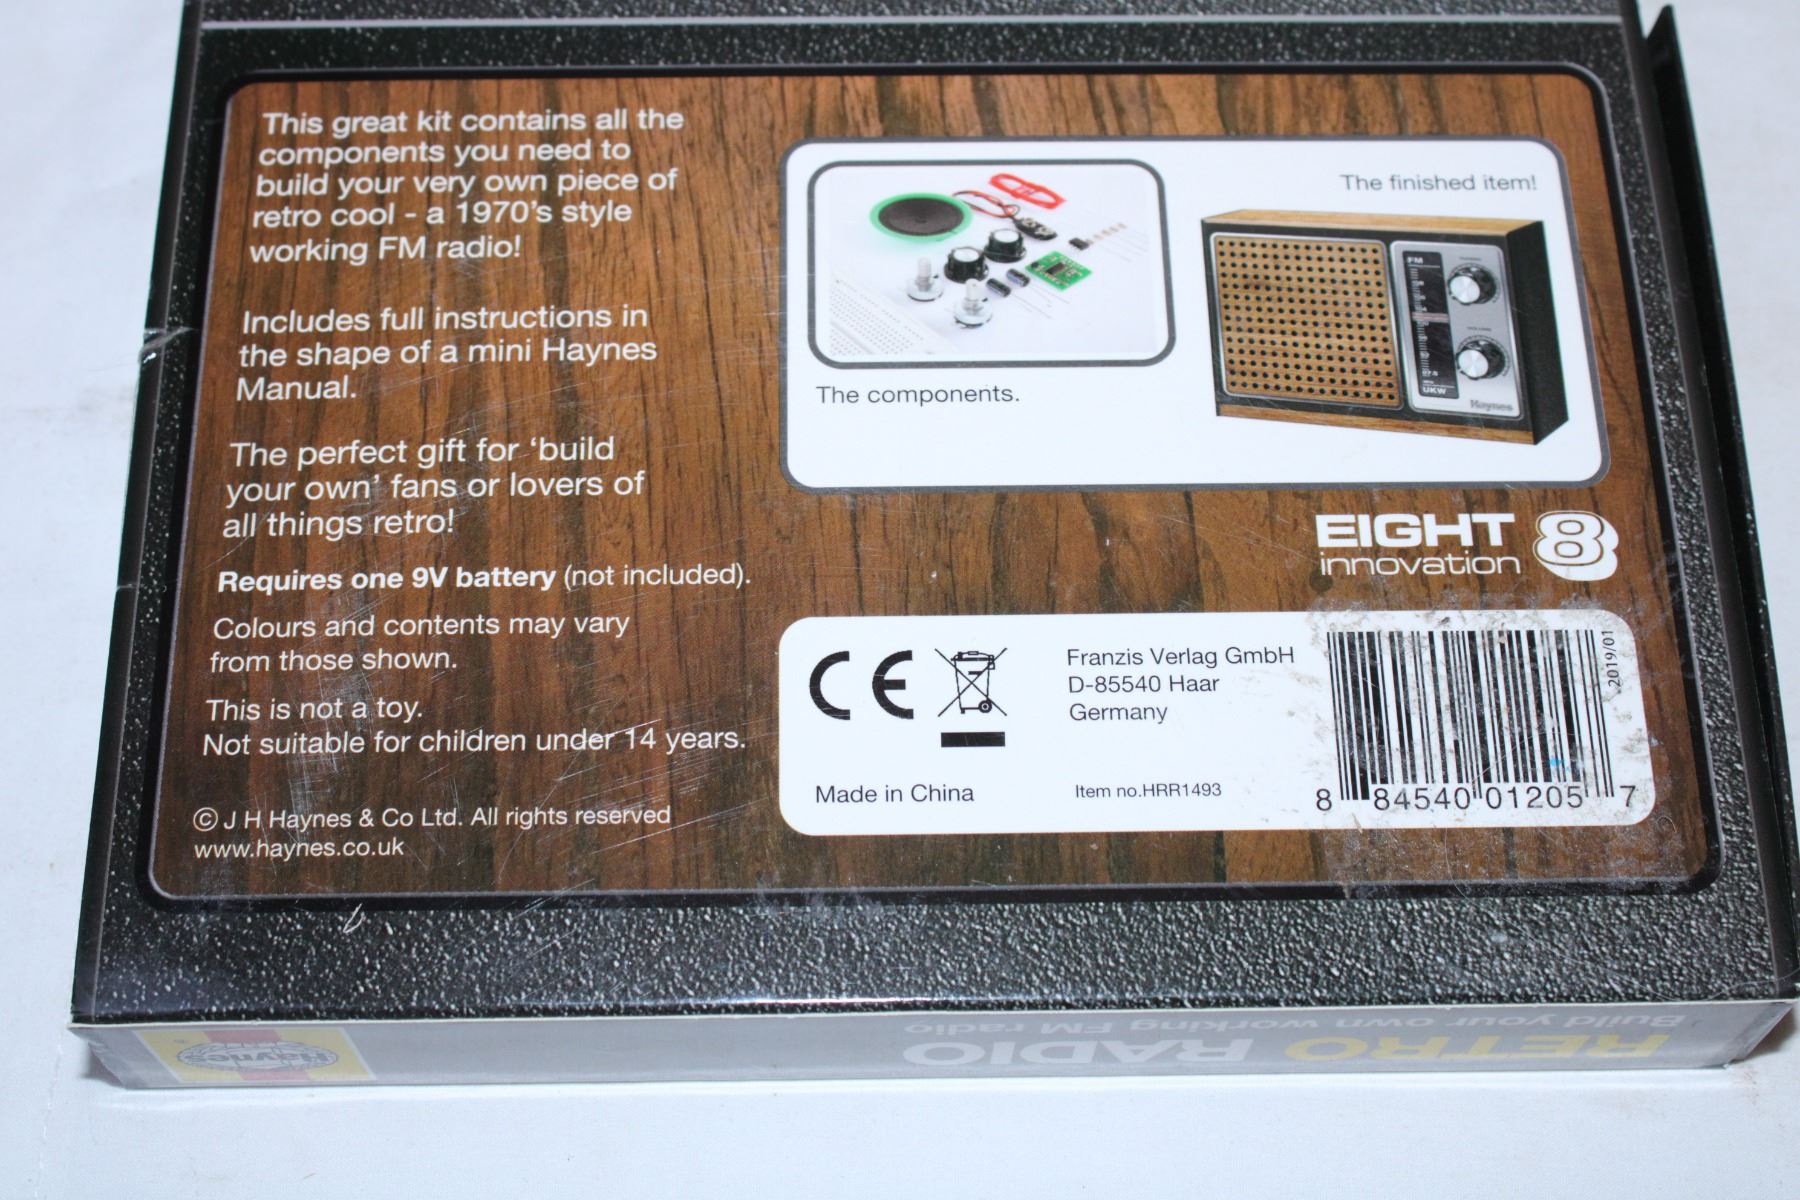 This great kit contains all the
components you need to
build your very own piece of
retro cool - a 1970's style
working FM radio!
Includes full instructions in
the shape of a mini Haynes
Manual.
The perfect gift for ‘build
your own’ fans or lovers of
all things retro!
Requires one 9V battery (not included).
Colours and contents may vary
from those shown.
This is not a toy.
Not suitable for children under 14 years.
© J H Haynes & Co Ltd. All rights reserved
www.haynes.co.uk
The components.
The finished item!
FM
TUNING
VOLUME
87.5
UKW
Haynes
EIGHT 8
innovation
CE
Franzis Verlag GmbH
D-85540 Haar
Germany
Made in China
Item no.HRR1493
2019/01
8 84540 01205 7
RETRO RADIO
Build your own working FM radio
Haynes